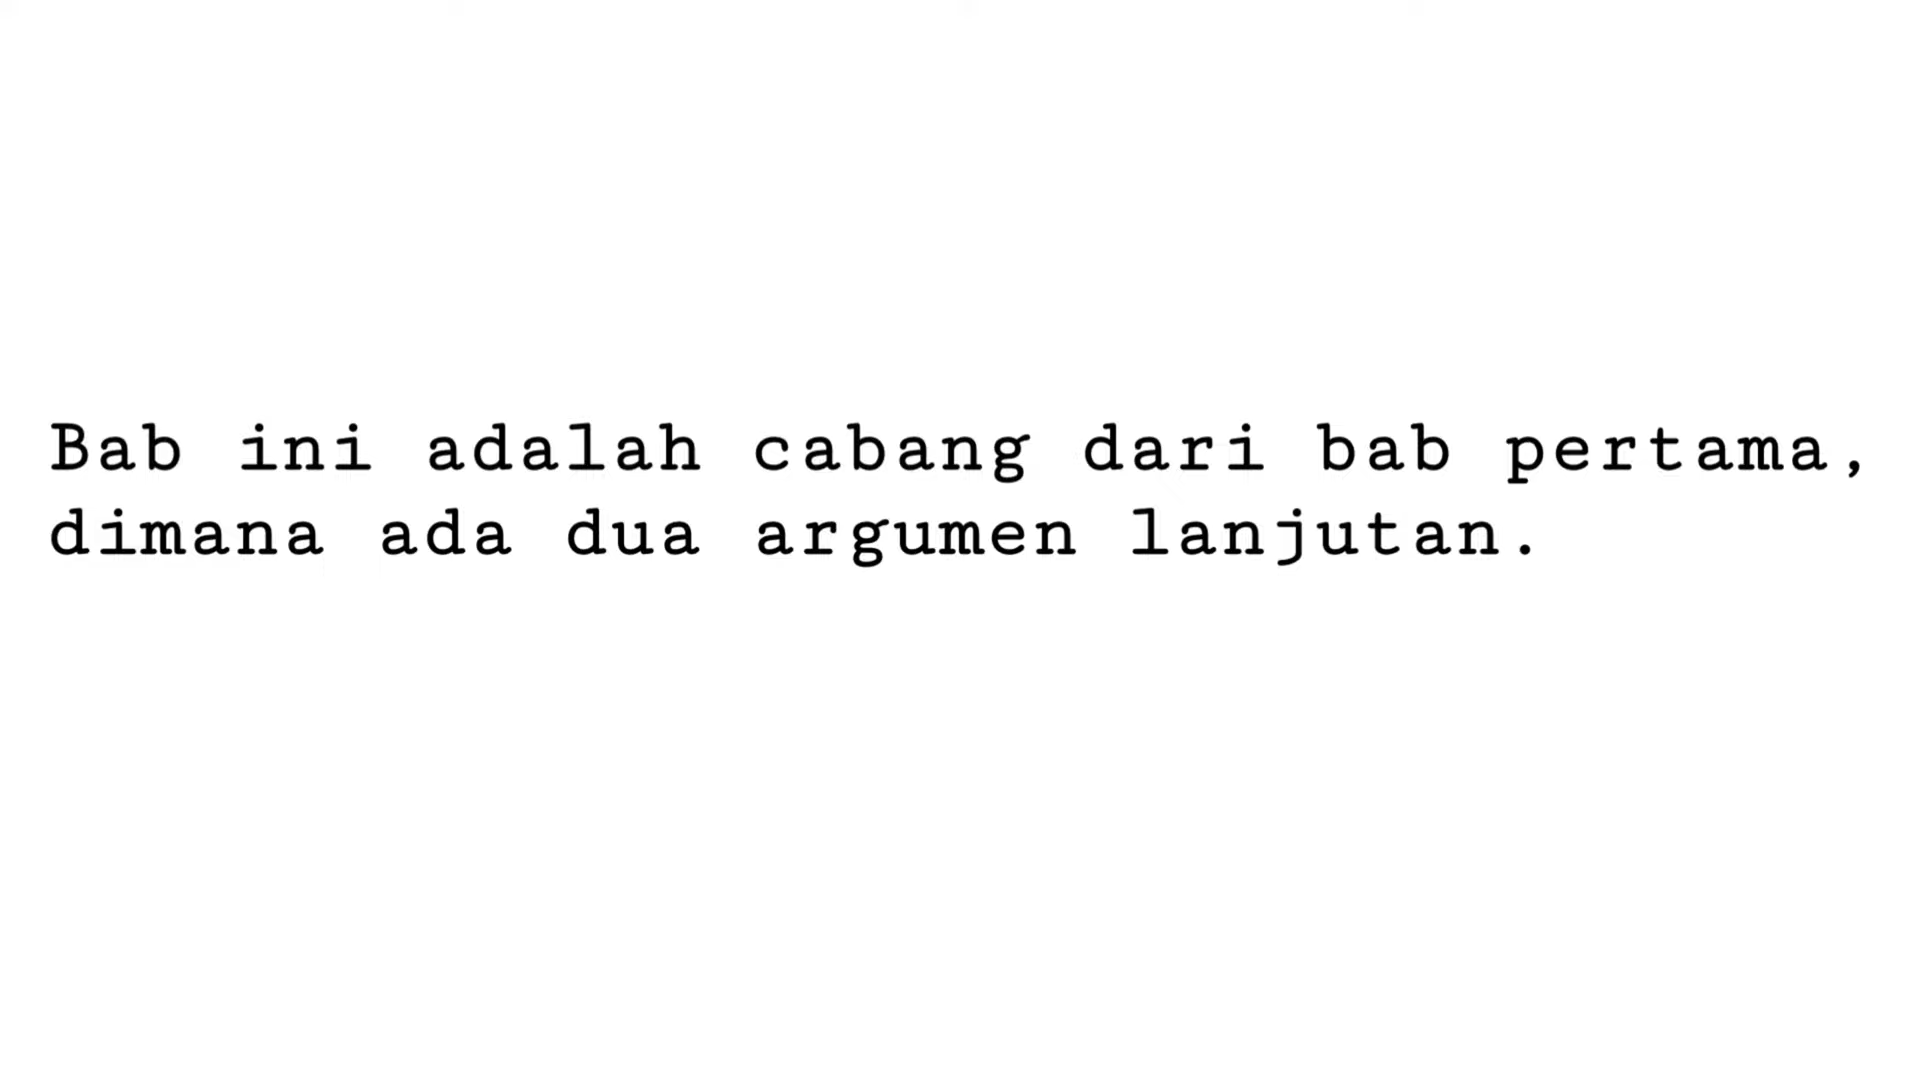 Bab ini adalah cabang dari bab pertama,
dimana ada dua argumen lanjutan.